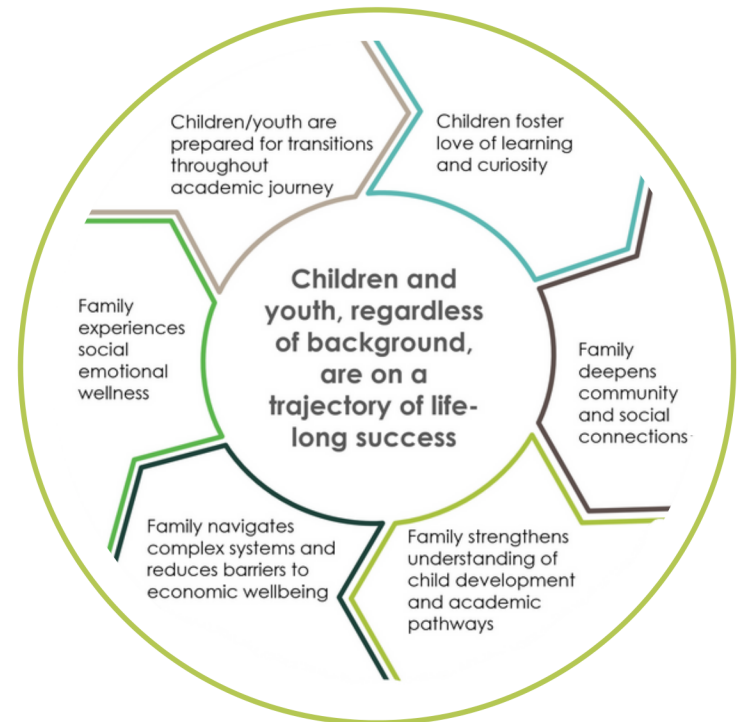 Children/youth are
prepared for transitions
throughout
academic journey
Children foster
love of learning
and curiosity
Family
experiences
social
emotional
wellness
Children and
youth, regardless
of background,
are on a
trajectory of life-
long success
Family
deepens
community
and social
connections
Family navigates
complex systems and
reduces barriers to
economic wellbeing
Family strengthens
understanding of
child development
and academic
pathways